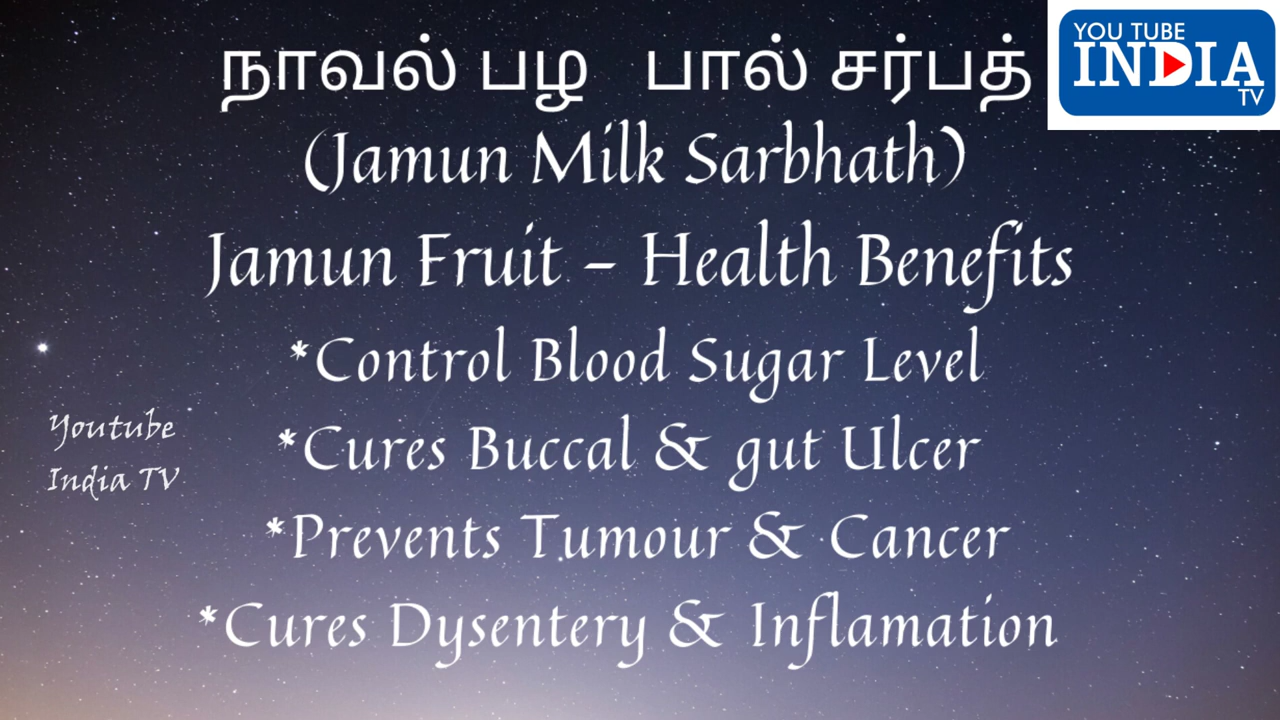 நாவல் பழ பால் சர்பத்
(Jamun Milk Sarbhath)
Jamun Fruit - Health Benefits
*Control Blood Sugar Level
*Cures Buccal & gut Ulcer
*Prevents Tumour & Cancer
*Cures Dysentery & Inflamation
Youtube
India TV
YOU TUBE
INDIA
TV